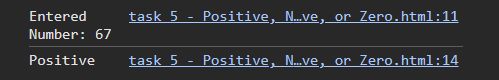 Entered task 5 - Positive, N…ve, or Zero.html:11
Number: 67
Positive task 5 - Positive, N…ve, or Zero.html:14